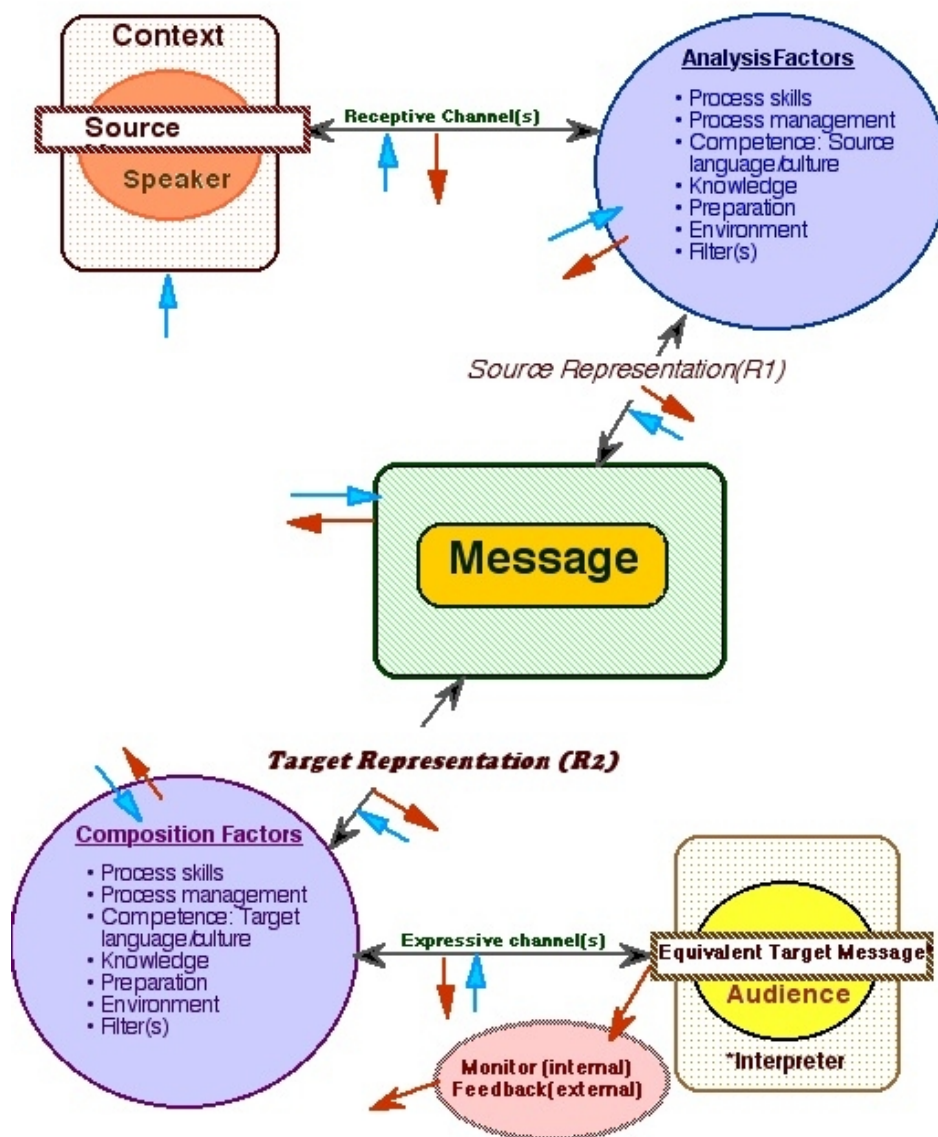 Context
Source
Speaker
Receptive Channel(s)
AnalysisFactors
• Process skills
• Process management
• Competence: Source
language/culture
• Knowledge
• Preparation
• Environment
• Filter(s)
Source Representation(R1)
Message
Target Representation (R2)
Composition Factors
• Process skills
• Process management
• Competence: Target
language/culture
• Knowledge
• Preparation
• Environment
• Filter(s)
Expressive channel(s)
Equivalent Target Message*
Audience
*Interpreter
Monitor (internal)
Feedback(external)